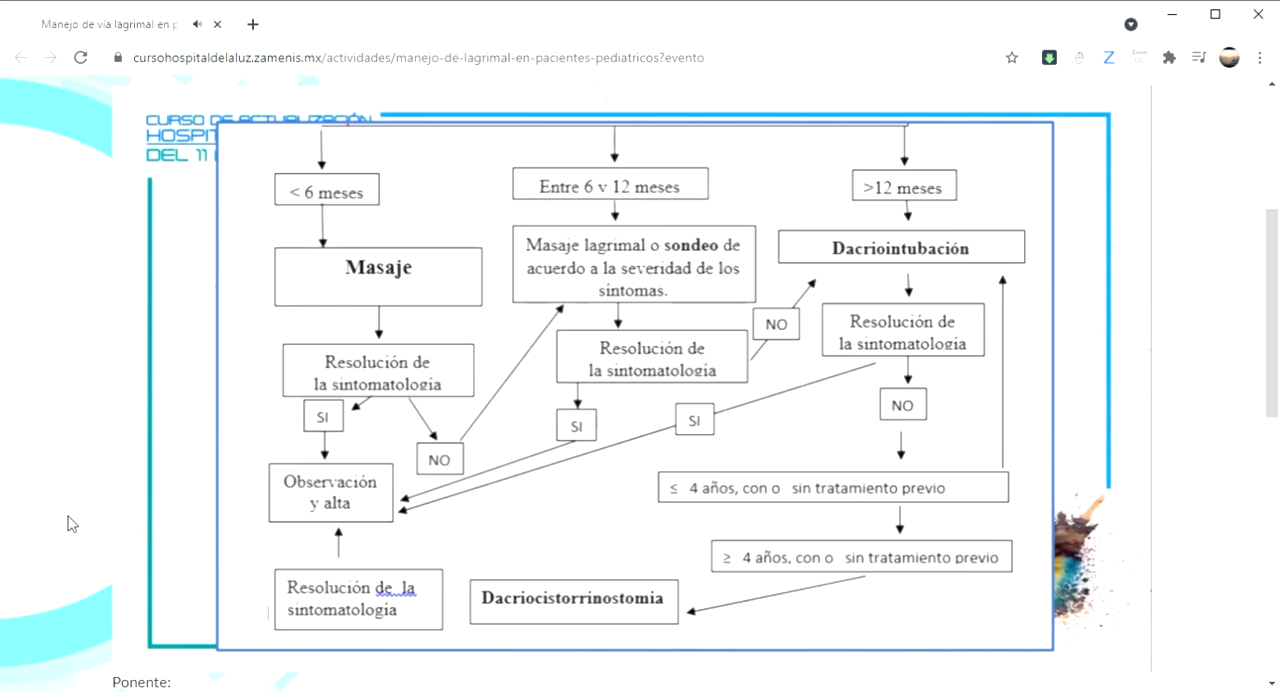 Manejo de vía lagrimal en p
cursohospitaldelaluz.zamenis.mx/actividades/manejo-de-lagrimal-en-pacientes-pediatricos?evento
CURSO DE ACTUALIZACIÓN
HOSPIT
DEL 11
< 6 meses
Entre 6 y 12 meses
>12 meses
Masaje
Masaje lagrimal o sondeo de
acuerdo a la severidad de los
síntomas.
Dacriointubación
Resolución de
la sintomatología
Resolución de
la sintomatología
Resolución de
la sintomatología
NO
SI
NO
SI
SI
NO
Observación
y alta
≤ 4 años, con o sin tratamiento previo
≥ 4 años, con o sin tratamiento previo
Resolución de la
sintomatología
Dacriocistorrinostomia
Ponente: